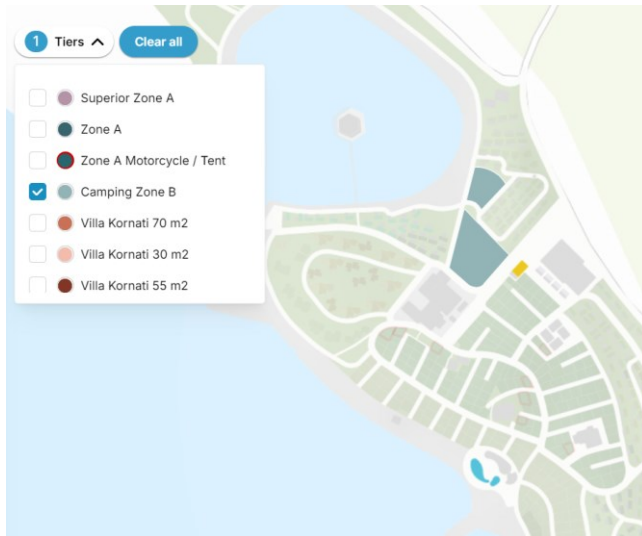 1 Tiers Clear all
Superior Zone A
Zone A
Zone A Motorcycle / Tent
Camping Zone B
Villa Kornati 70 m2
Villa Kornati 30 m2
Villa Kornati 55 m2